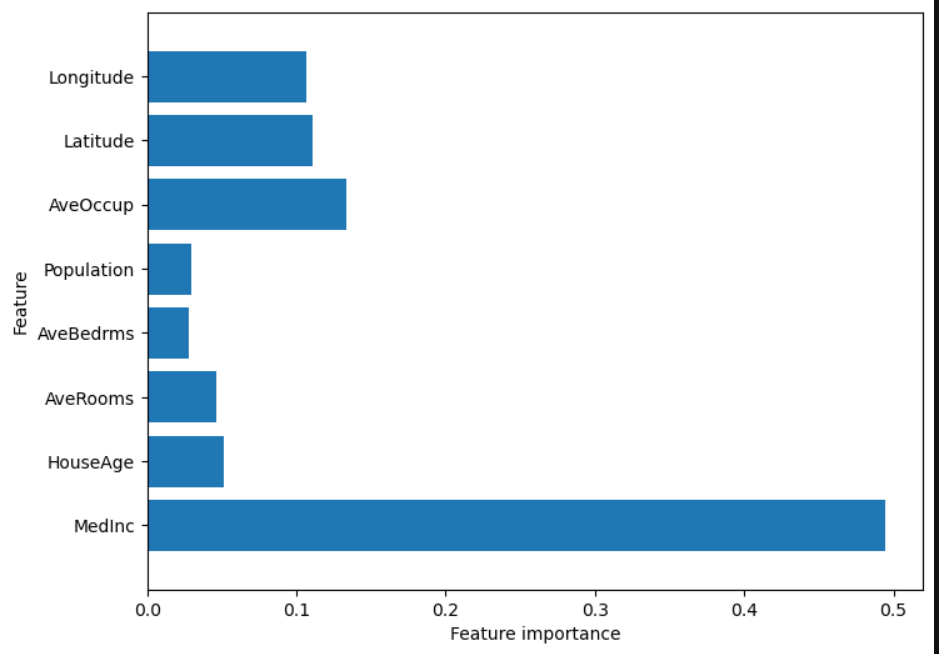 Longitude
Latitude
AveOccup
Population
AveBedrms
AveRooms
HouseAge
MedInc
Feature
0.0 0.1 0.2 0.3 0.4 0.5
Feature importance